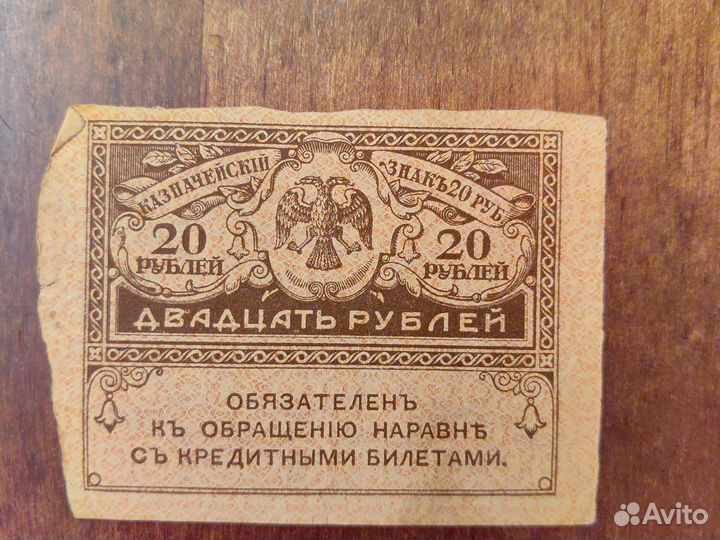 КАЗНАЧЕЙСКІЙ ЗНАКЪ 20 РУБ.
20 20
РУБЛЕЙ РУБЛЕЙ
ДВАДЦАТЬ РУБЛЕЙ
ОБЯЗАТЕЛЕНЪ
КЪ ОБРАЩЕНІЮ НАРАВНѢ
СЪ КРЕДИТНЫМИ БИЛЕТАМИ.
Avito